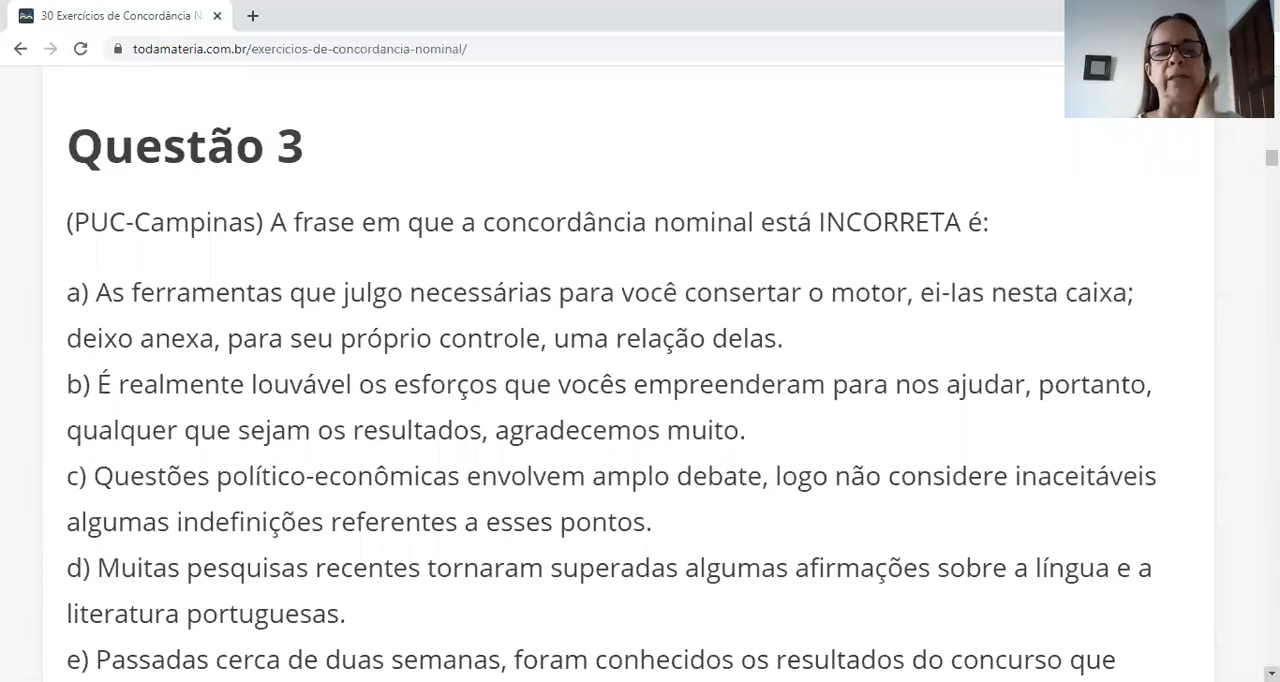 30 Exercícios de Concordância N
todamateria.com.br/exercicios-de-concordancia-nominal/
Questão 3
(PUC-Campinas) A frase em que a concordância nominal está INCORRETA é:
a) As ferramentas que julgo necessárias para você consertar o motor, ei-las nesta caixa;
deixo anexa, para seu próprio controle, uma relação delas.
b) É realmente louvável os esforços que vocês empreenderam para nos ajudar, portanto,
qualquer que sejam os resultados, agradecemos muito.
c) Questões político-econômicas envolvem amplo debate, logo não considere inaceitáveis
algumas indefinições referentes a esses pontos.
d) Muitas pesquisas recentes tornaram superadas algumas afirmações sobre a língua e a
literatura portuguesas.
e) Passadas cerca de duas semanas, foram conhecidos os resultados do concurso que